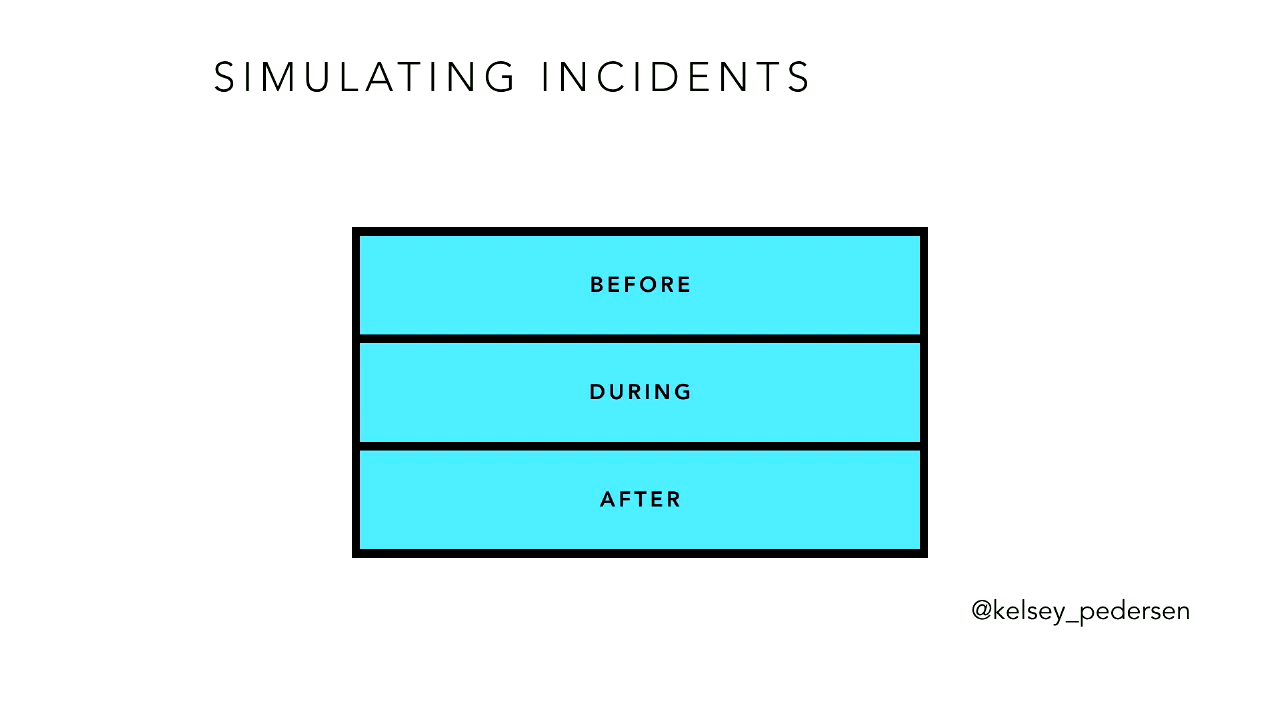 SIMULATING INCIDENTS
BEFORE
DURING
AFTER
@kelsey_pedersen